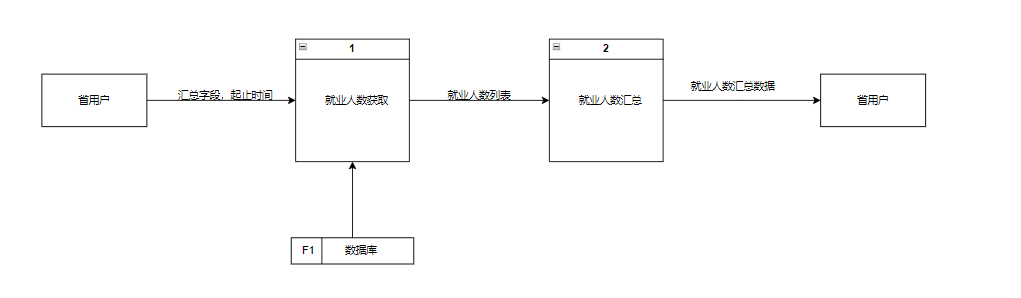 1
2
省用户
汇总字段，起止时间
就业人数获取
就业人数列表
就业人数汇总
就业人数汇总数据
省用户
F1
数据库